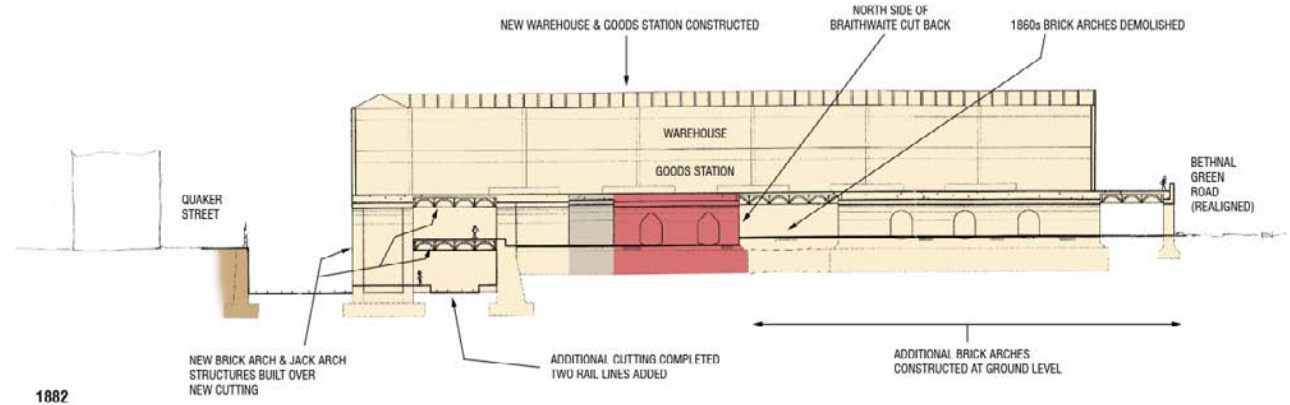 NEW WAREHOUSE & GOODS STATION CONSTRUCTED
NORTH SIDE OF
BRAITHWAITE CUT BACK
1860s BRICK ARCHES DEMOLISHED
WAREHOUSE
GOODS STATION
QUAKER
STREET
BETHNAL
GREEN
ROAD
(REALIGNED)
NEW BRICK ARCH & JACK ARCH
STRUCTURES BUILT OVER
NEW CUTTING
ADDITIONAL CUTTING COMPLETED
TWO RAIL LINES ADDED
ADDITIONAL BRICK ARCHES
CONSTRUCTED AT GROUND LEVEL
1882